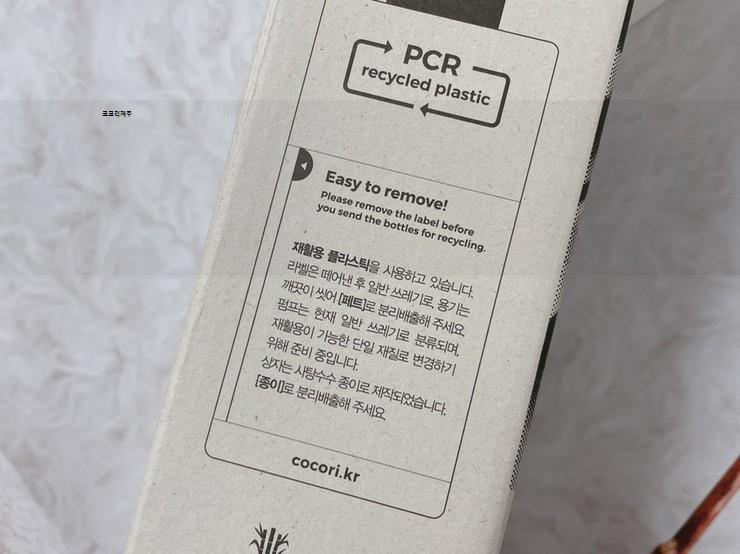 PCR
recycled plastic
코코리제주
Easy to remove!
Please remove the label before
you send the bottles for recycling.
재활용 플라스틱을 사용하고 있습니다.
라벨은 떼어낸 후 일반 쓰레기로, 용기는
깨끗이 씻어 [페트]로 분리배출해 주세요.
펌프는 현재 일반 쓰레기로 분류되며,
재활용이 가능한 단일 재질로 변경하기
위해 준비 중입니다.
상자는 사탕수수 종이로 제작되었습니다.
[종이]로 분리배출해 주세요.
cocori.kr